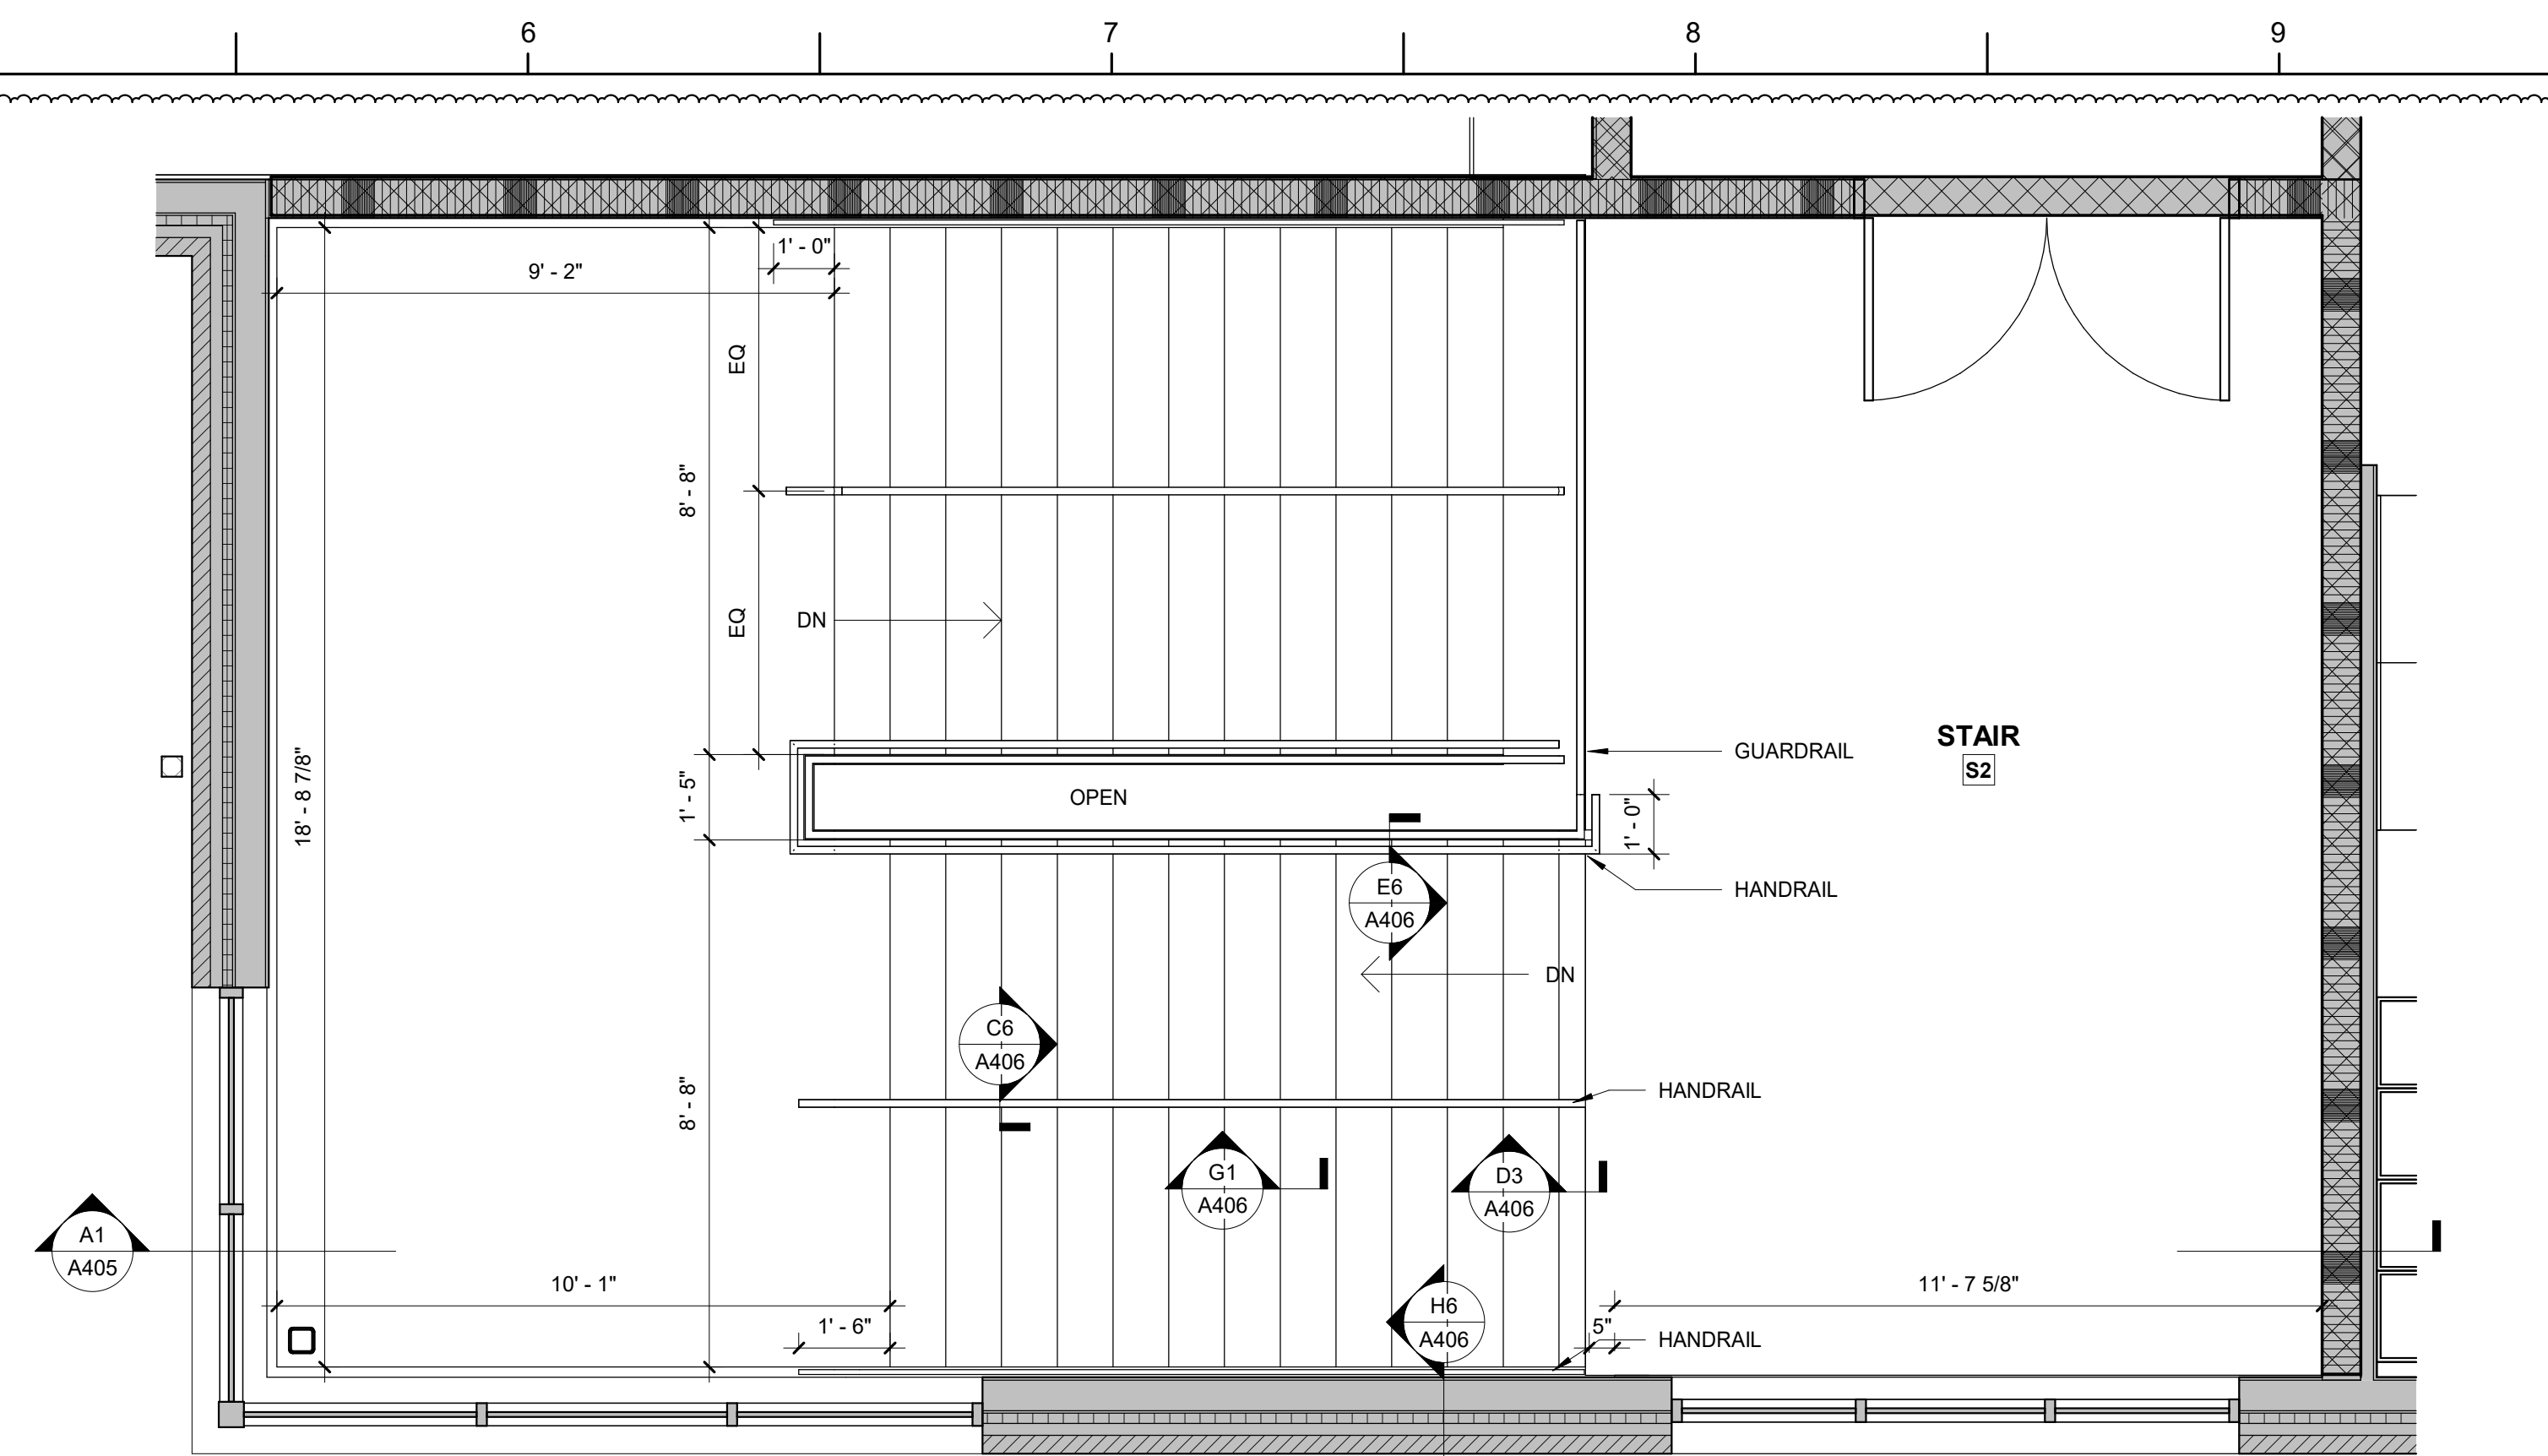 6
7
8
9
1' - 0"
9' - 2"
EQ
8' - 8"
EQ
DN
STAIR
S2
GUARDRAIL
18' - 8 7/8"
1' - 5"
OPEN
1' - 0"
HANDRAIL
E6
A406
DN
C6
A406
8' - 8"
HANDRAIL
G1
A406
D3
A406
A1
A405
10' - 1"
11' - 7 5/8"
1' - 6"
H6
A406
5"
HANDRAIL